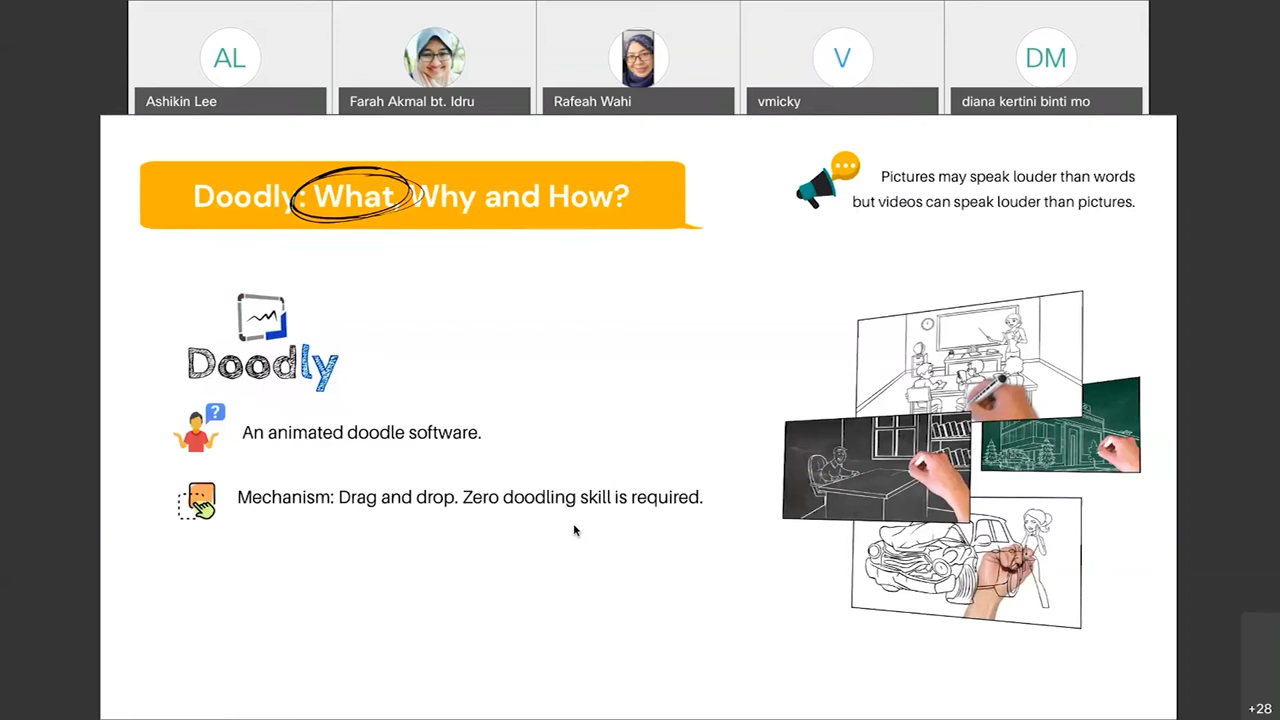 AL
V
DM
Ashikin Lee
Farah Akmal bt. Idru
Rafeah Wahi
vmicky
diana kertini binti mo
Doodly: What, Why and How?
Pictures may speak louder than words
but videos can speak louder than pictures.
Doodly
?
An animated doodle software.
Mechanism: Drag and drop. Zero doodling skill is required.
+28